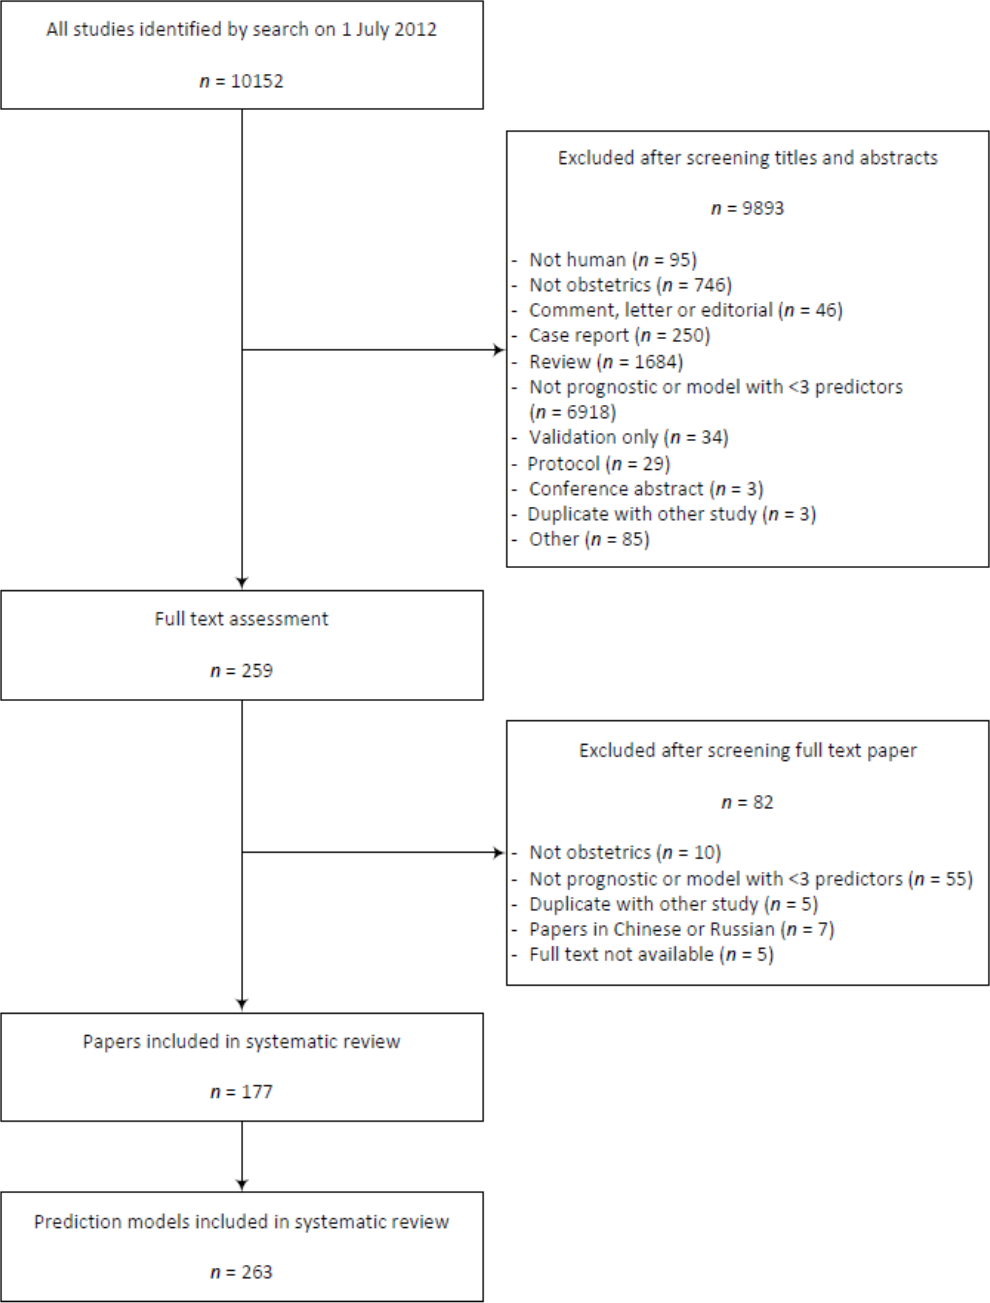 All studies identified by search on 1 July 2012
n = 10152
Excluded after screening titles and abstracts
n = 9893
- Not human (n = 95)
- Not obstetrics (n = 746)
- Comment, letter or editorial (n = 46)
- Case report (n = 250)
- Review (n = 1684)
- Not prognostic or model with <3 predictors
(n = 6918)
- Validation only (n = 34)
- Protocol (n = 29)
- Conference abstract (n = 3)
- Duplicate with other study (n = 3)
- Other (n = 85)
Full text assessment
n = 259
Excluded after screening full text paper
n = 82
- Not obstetrics (n = 10)
- Not prognostic or model with <3 predictors (n = 55)
- Duplicate with other study (n = 5)
- Papers in Chinese or Russian (n = 7)
- Full text not available (n = 5)
Papers included in systematic review
n = 177
Prediction models included in systematic review
n = 263